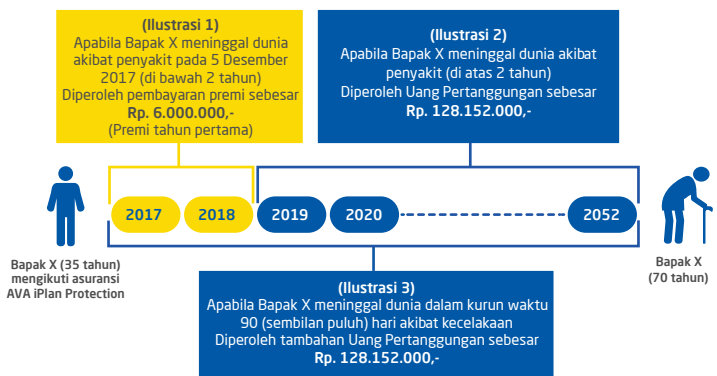 (Ilustrasi 1)
Apabila Bapak X meninggal dunia
akibat penyakit pada 5 Desember
2017 (di bawah 2 tahun)
Diperoleh pembayaran premi sebesar
Rp. 6.000.000,-
(Premi tahun pertama)
(Ilustrasi 2)
Apabila Bapak X meninggal dunia akibat
penyakit (di atas 2 tahun)
Diperoleh Uang Pertanggungan sebesar
Rp. 128.152.000,-
2017
2018
2019
2020
2052
Bapak X (35 tahun)
mengikuti asuransi
AVA iPlan Protection
Bapak X
(70 tahun)
(Ilustrasi 3)
Apabila Bapak X meninggal dunia dalam kurun waktu
90 (sembilan puluh) hari akibat kecelakaan
Diperoleh tambahan Uang Pertanggungan sebesar
Rp. 128.152.000,-